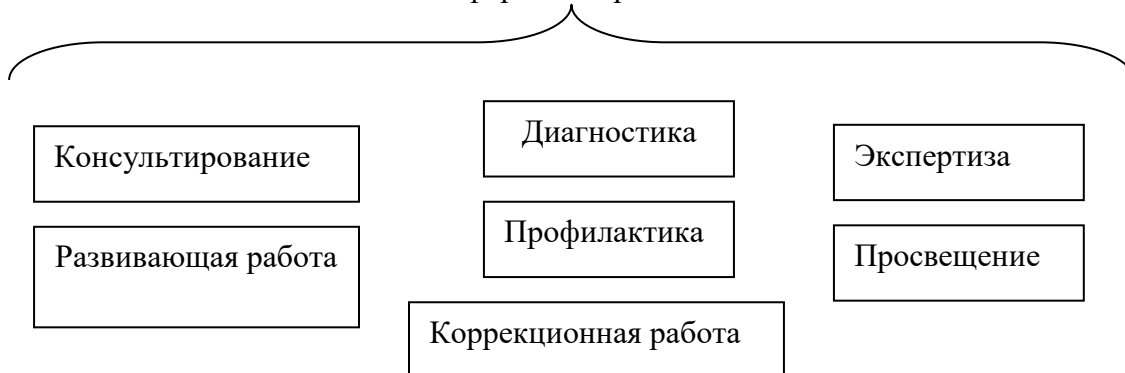 Диагностика
Консультирование
Экспертиза
Профилактика
Развивающая работа
Просвещение
Коррекционная работа